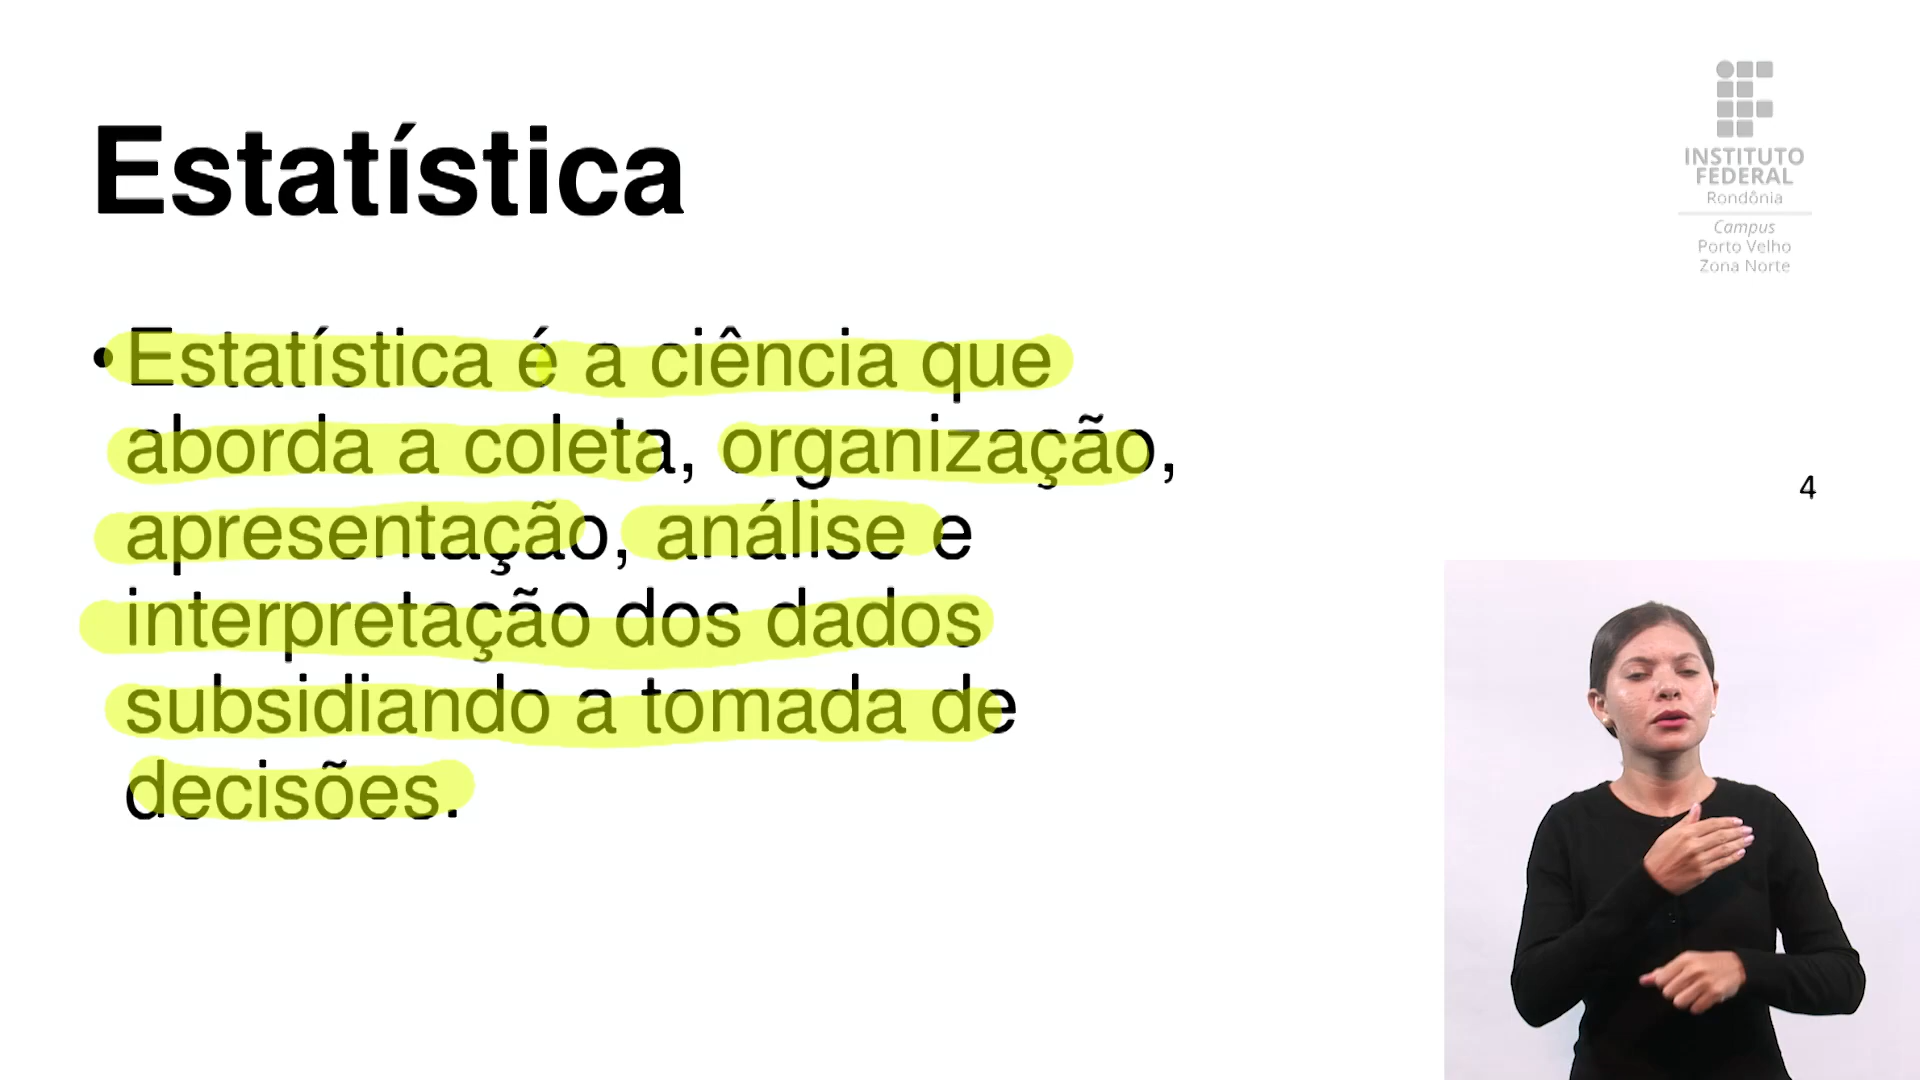 Estatística
INSTITUTO
FEDERAL
Rondônia
Campus
Porto Velho
Zona Norte
• Estatística é a ciência que
aborda a coleta, organização,
apresentação, análise e
interpretação dos dados
subsidiando a tomada de
decisões.
4